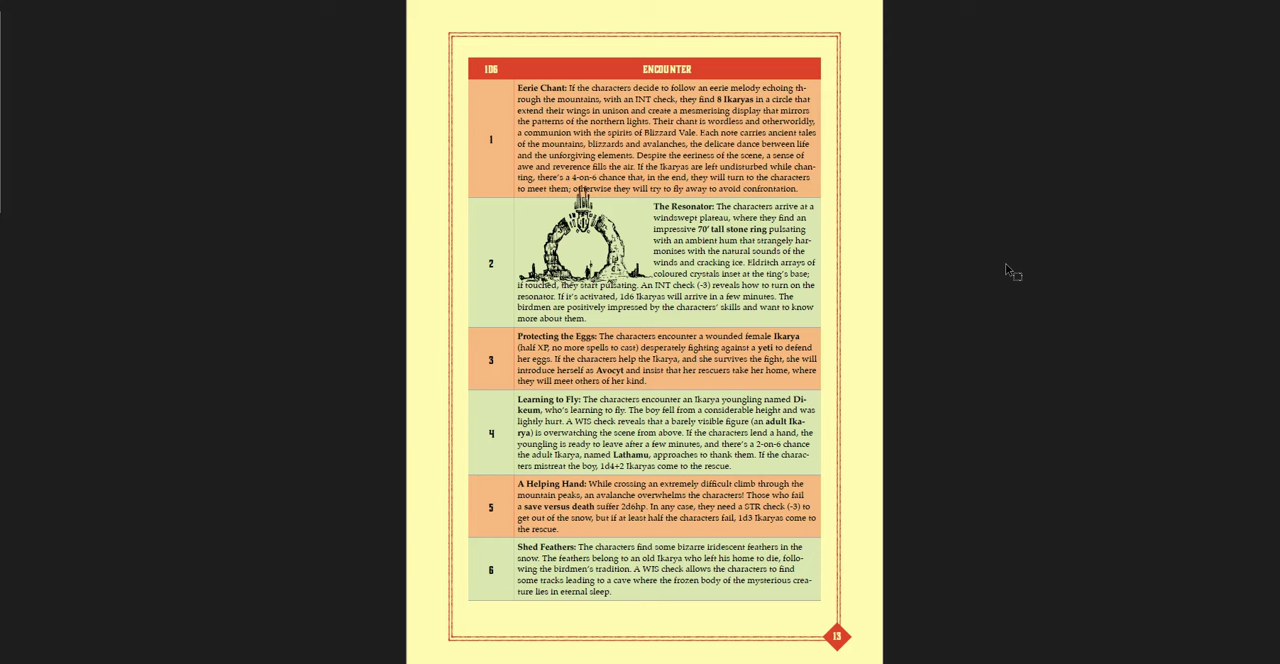 1D6 ENCOUNTER
Eerie Chant: If the characters decide to follow an eerie melody echoing th-
rough the mountains, with an INT check, they find 8 Ikaryas in a circle that
extend their wings in unison and create a mesmerising display that mirrors
the patterns of the northern lights. Their chant is wordless and otherworldly,
a communion with the spirits of Blizzard Vale. Each note carries ancient tales
1
of the mountains, blizzards and avalanches, the delicate dance between life
and the unforgiving elements. Despite the eeriness of the scene, a sense of
awe and reverence fills the air. If the Ikaryas are left undisturbed while chan-
ting, there's a 4-on-6 chance that, in the end, they will turn to the characters
to meet them; otherwise they will try to fly away to avoid confrontation.
The Resonator: The characters arrive at a
windswept plateau, where they find an
impressive 70' tall stone ring pulsating
with an ambient hum that strangely har-
monises with the natural sounds of the
2
winds and cracking ice. Eldritch arrays of
coloured crystals inset at the ting's base;
if touched, they start pulsating. An INT check (-3) reveals how to turn on the
resonator. If it's activated, 1d6 Ikaryas will arrive in a few minutes. The
birdmen are positively impressed by the characters' skills and want to know
more about them.
Protecting the Eggs: The characters encounter a wounded female Ikarya
(half XP, no more spells to cast) desperately fighting against a yeti to defend
3
her eggs. If the characters help the Ikarya, and she survives the fight, she will
introduce herself as Avocyt and insist that her rescuers take her home, where
they will meet others of her kind.
Learning to Fly: The characters encounter an Ikarya youngling named Di-
keum, who's learning to fly. The boy fell from a considerable height and was
lightly hurt. A WIS check reveals that a barely visible figure (an adult Ika-
4
rya) is overwatching the scene from above. If the characters lend a hand, the
youngling is ready to leave after a few minutes, and there's a 2-on-6 chance
the adult Ikarya, named Lathamu, approaches to thank them. If the charac-
ters mistreat the boy, 1d4+2 Ikaryas come to the rescue.
A Helping Hand: While crossing an extremely difficult climb through the
mountain peaks, an avalanche overwhelms the characters! Those who fail
5
a save versus death suffer 2d6hp. In any case, they need a STR check (-3) to
get out of the snow, but if at least half the characters fail, 1d3 Ikaryas come to
the rescue.
Shed Feathers: The characters find some bizarre iridescent feathers in the
snow. The feathers belong to an old Ikarya who left his home to die, follo-
6
wing the birdmen's tradition. A WIS check allows the characters to find
some tracks leading to a cave where the frozen body of the mysterious crea-
ture lies in eternal sleep.
13